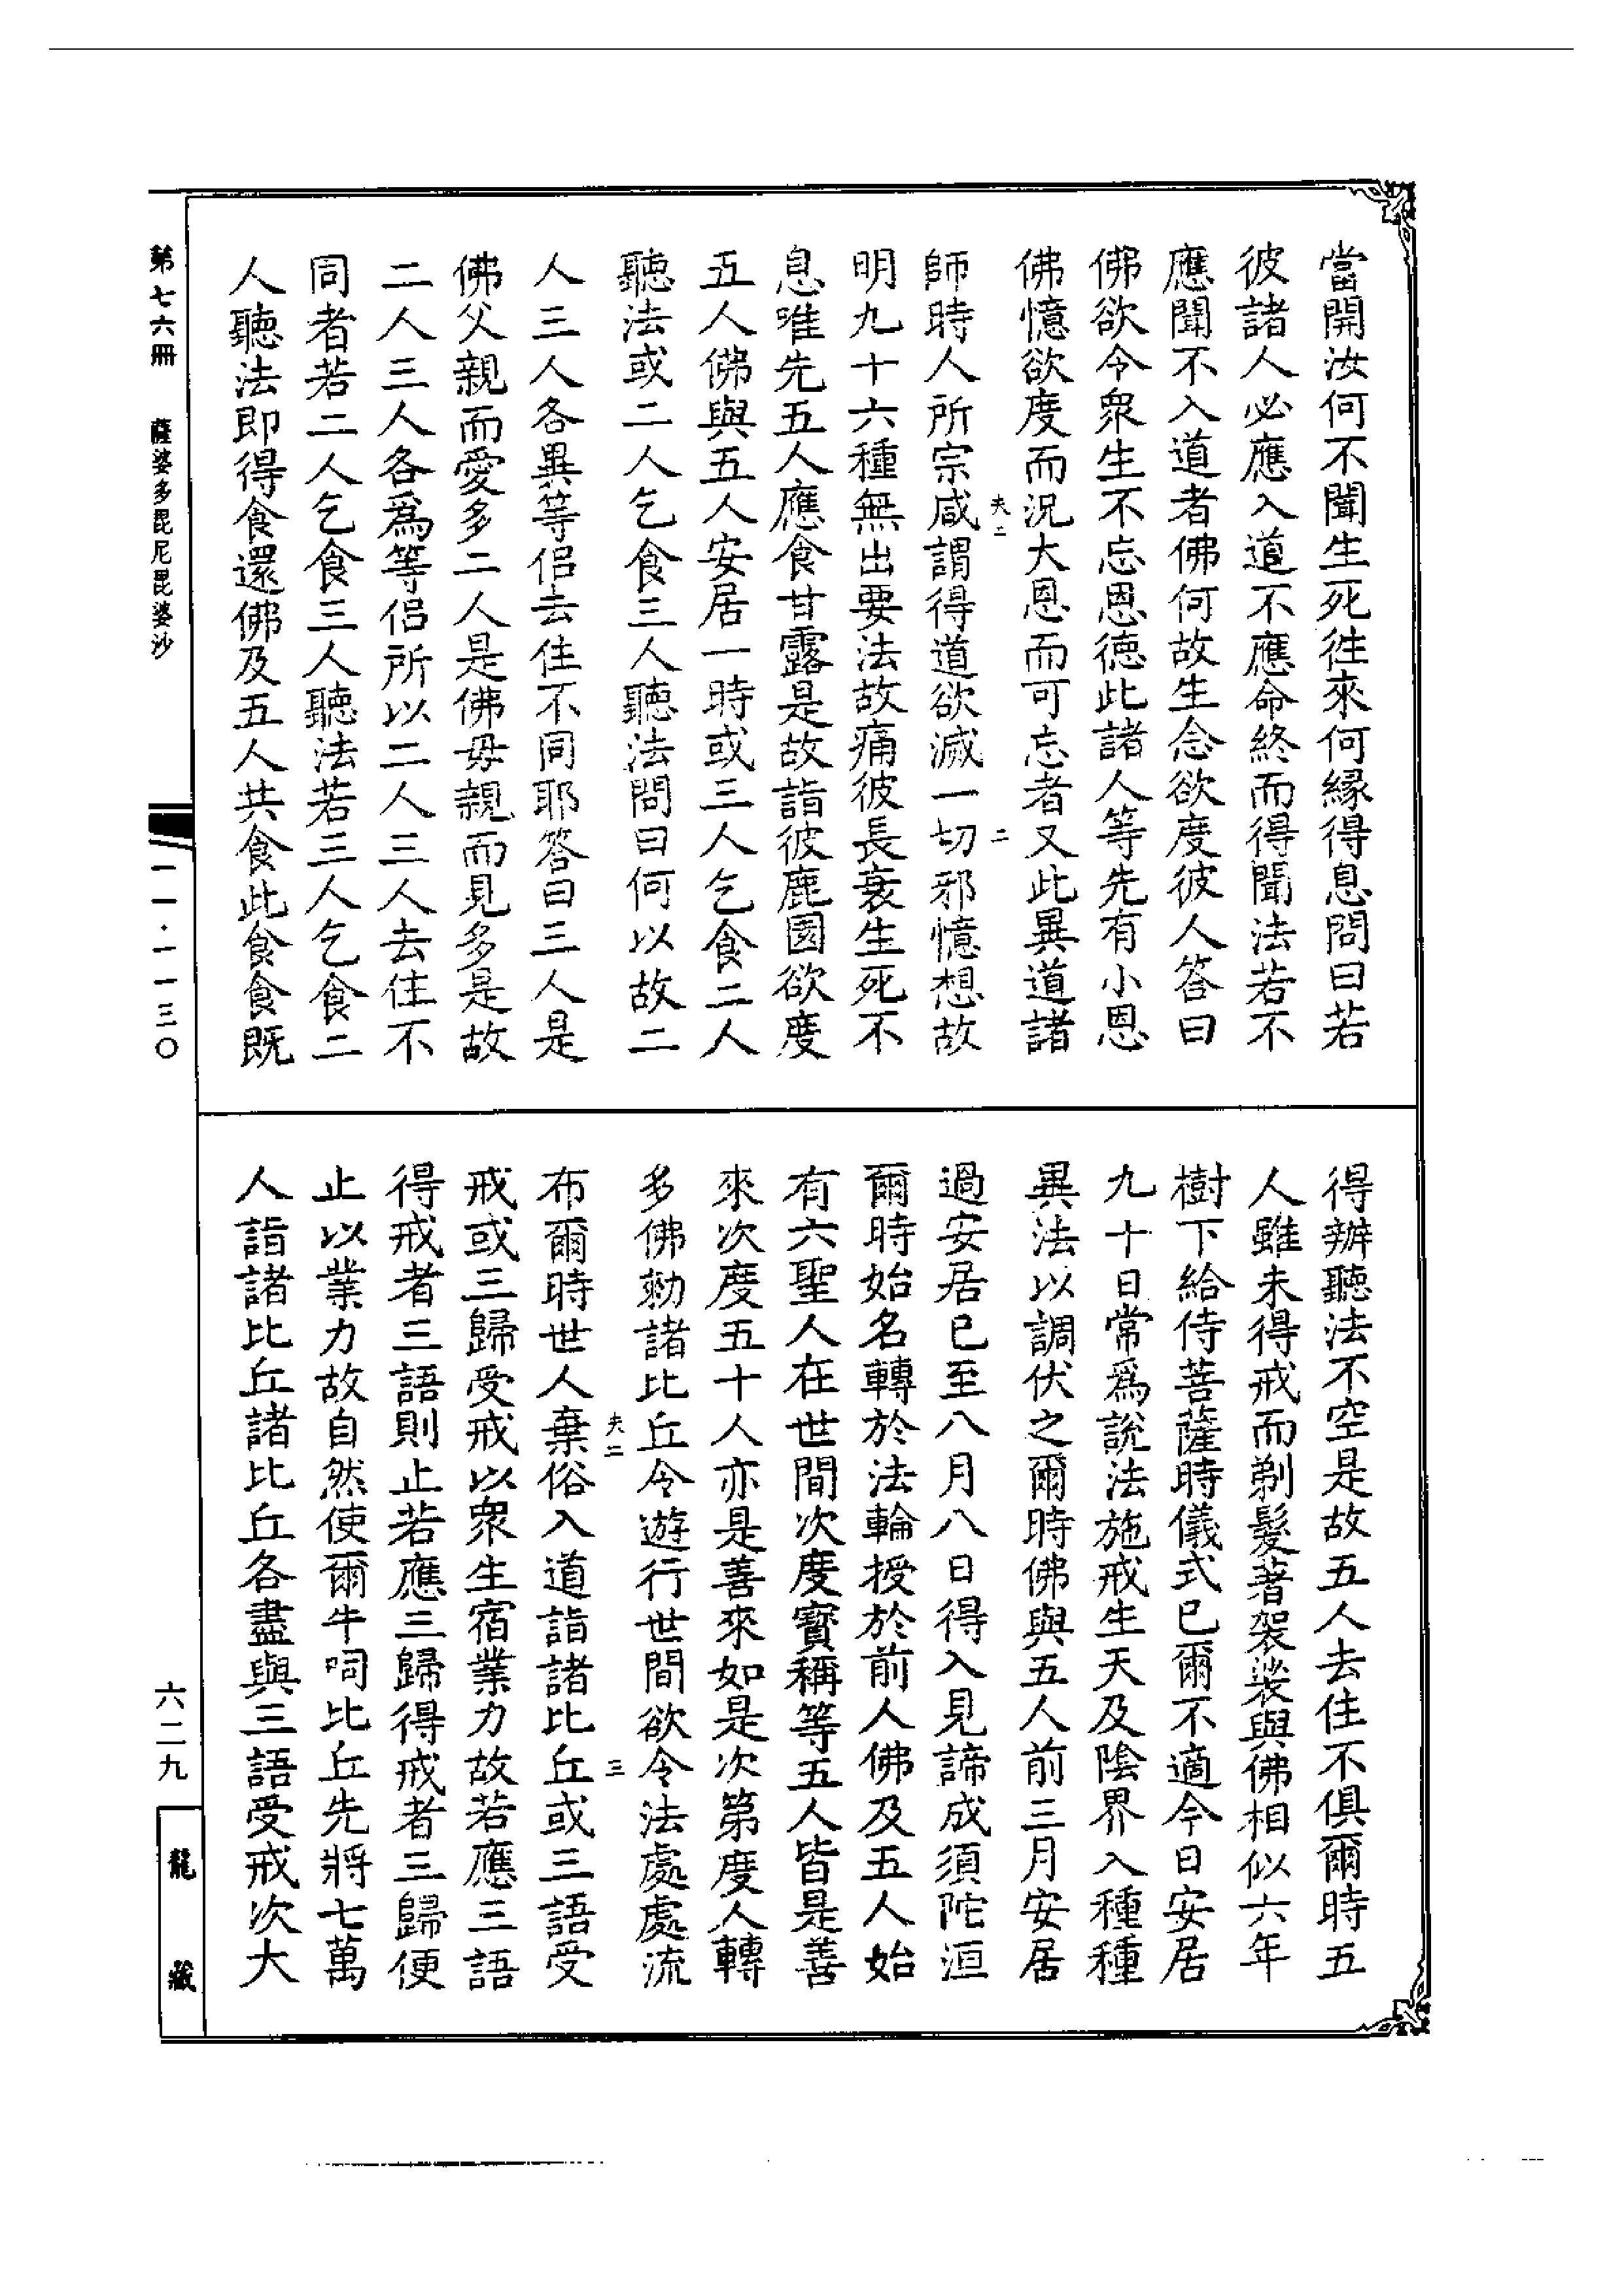 當開汝何不聞生死徃來何緣得息問曰若
彼諸人必應入道不應命終而得聞法若不
應聞不入道者佛何故生念欲度彼人答曰
佛欲令衆生不忘恩德此諸人等先有小恩
佛憶欲度而況大恩而可忘者又此異道諸
夫二
二
師時人所宗咸謂得道欲滅一切邪憶想故
明九十六種無出要法故痛彼長衰生死不
息唯先五人應食甘露是故詣彼鹿園欲度
五人佛與五人安居一時或三人乞食二人
聽法或二人乞食三人聽法問曰何以故二
人三人各異等侣去住不同耶答曰三人是
佛父親而愛多二人是佛母親而見多是故
二人三人各爲等侣所以二人三人去住不
同者若二人乞食三人聽法若三人乞食二
人聽法即得食還佛及五人共食此食食既
得辦聽法不空是故五人去住不俱爾時五
人雖未得戒而剃髮著袈裟與佛相似六年
樹下給侍菩薩時儀式已爾不適今日安居
九十日常爲說法施戒生天及陰界入種種
異法以調伏之爾時佛與五人前三月安居
過安居已至八月八日得入見諦成須陀洹
爾時始名轉於法輪授於前人佛及五人始
有六聖人在世間次度寳稱等五人皆是善
來次度五十人亦是善來如是次第度人轉
多佛勑諸比丘令遊行世間欲令法處處流
夫二
三
布爾時世人棄俗入道詣諸比丘或三語受
戒或三歸受戒以衆生宿業力故若應三語
得戒者三語則止若應三歸得戒者三歸便
止以業力故自然使爾牛呞比丘先將七萬
人詣諸比丘諸比丘各盡與三語受戒次大
第七六冊 薩婆多毘尼毘婆沙
一一·一一三〇
六二九
龍藏